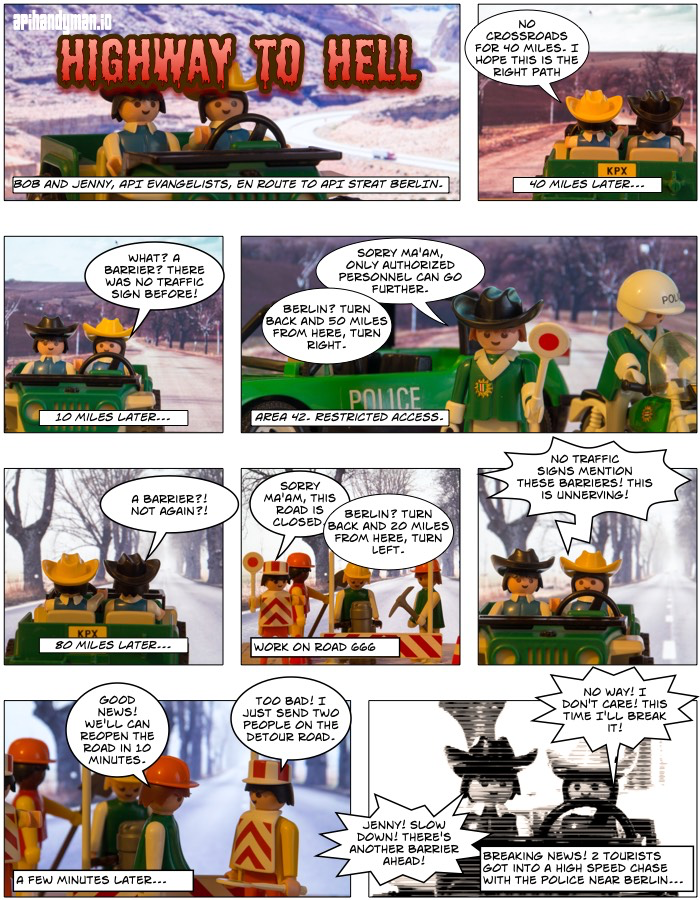 apihandyman.io
HIGHWAY TO HELL
BOB AND JENNY, API EVANGELISTS, EN ROUTE TO API STRAT BERLIN.
NO
CROSSROADS
FOR 40 MILES. I
HOPE THIS IS THE
RIGHT PATH
KPX
40 MILES LATER...
WHAT? A
BARRIER? THERE
WAS NO TRAFFIC
SIGN BEFORE!
10 MILES LATER...
SORRY MA'AM,
ONLY AUTHORIZED
PERSONNEL CAN GO
FURTHER.
BERLIN? TURN
BACK AND 50 MILES
FROM HERE, TURN
RIGHT.
POLICE
POLI
AREA 42. RESTRICTED ACCESS.
A BARRIER?!
NOT AGAIN?!
KPX
80 MILES LATER...
SORRY
MA'AM, THIS
ROAD IS
CLOSED
BERLIN? TURN
BACK AND 20 MILES
FROM HERE, TURN
LEFT.
WORK ON ROAD 666
NO TRAFFIC
SIGNS MENTION
THESE BARRIERS! THIS
IS UNNERVING!
GOOD
NEWS!
WE'LL CAN
REOPEN THE
ROAD IN 10
MINUTES.
TOO BAD! I
JUST SEND TWO
PEOPLE ON THE
DETOUR ROAD.
A FEW MINUTES LATER...
NO WAY! I
DON'T CARE! THIS
TIME I'LL BREAK
IT!
JENNY! SLOW
DOWN! THERE'S
ANOTHER BARRIER
AHEAD!
BREAKING NEWS! 2 TOURISTS
GOT INTO A HIGH SPEED CHASE
WITH THE POLICE NEAR BERLIN...